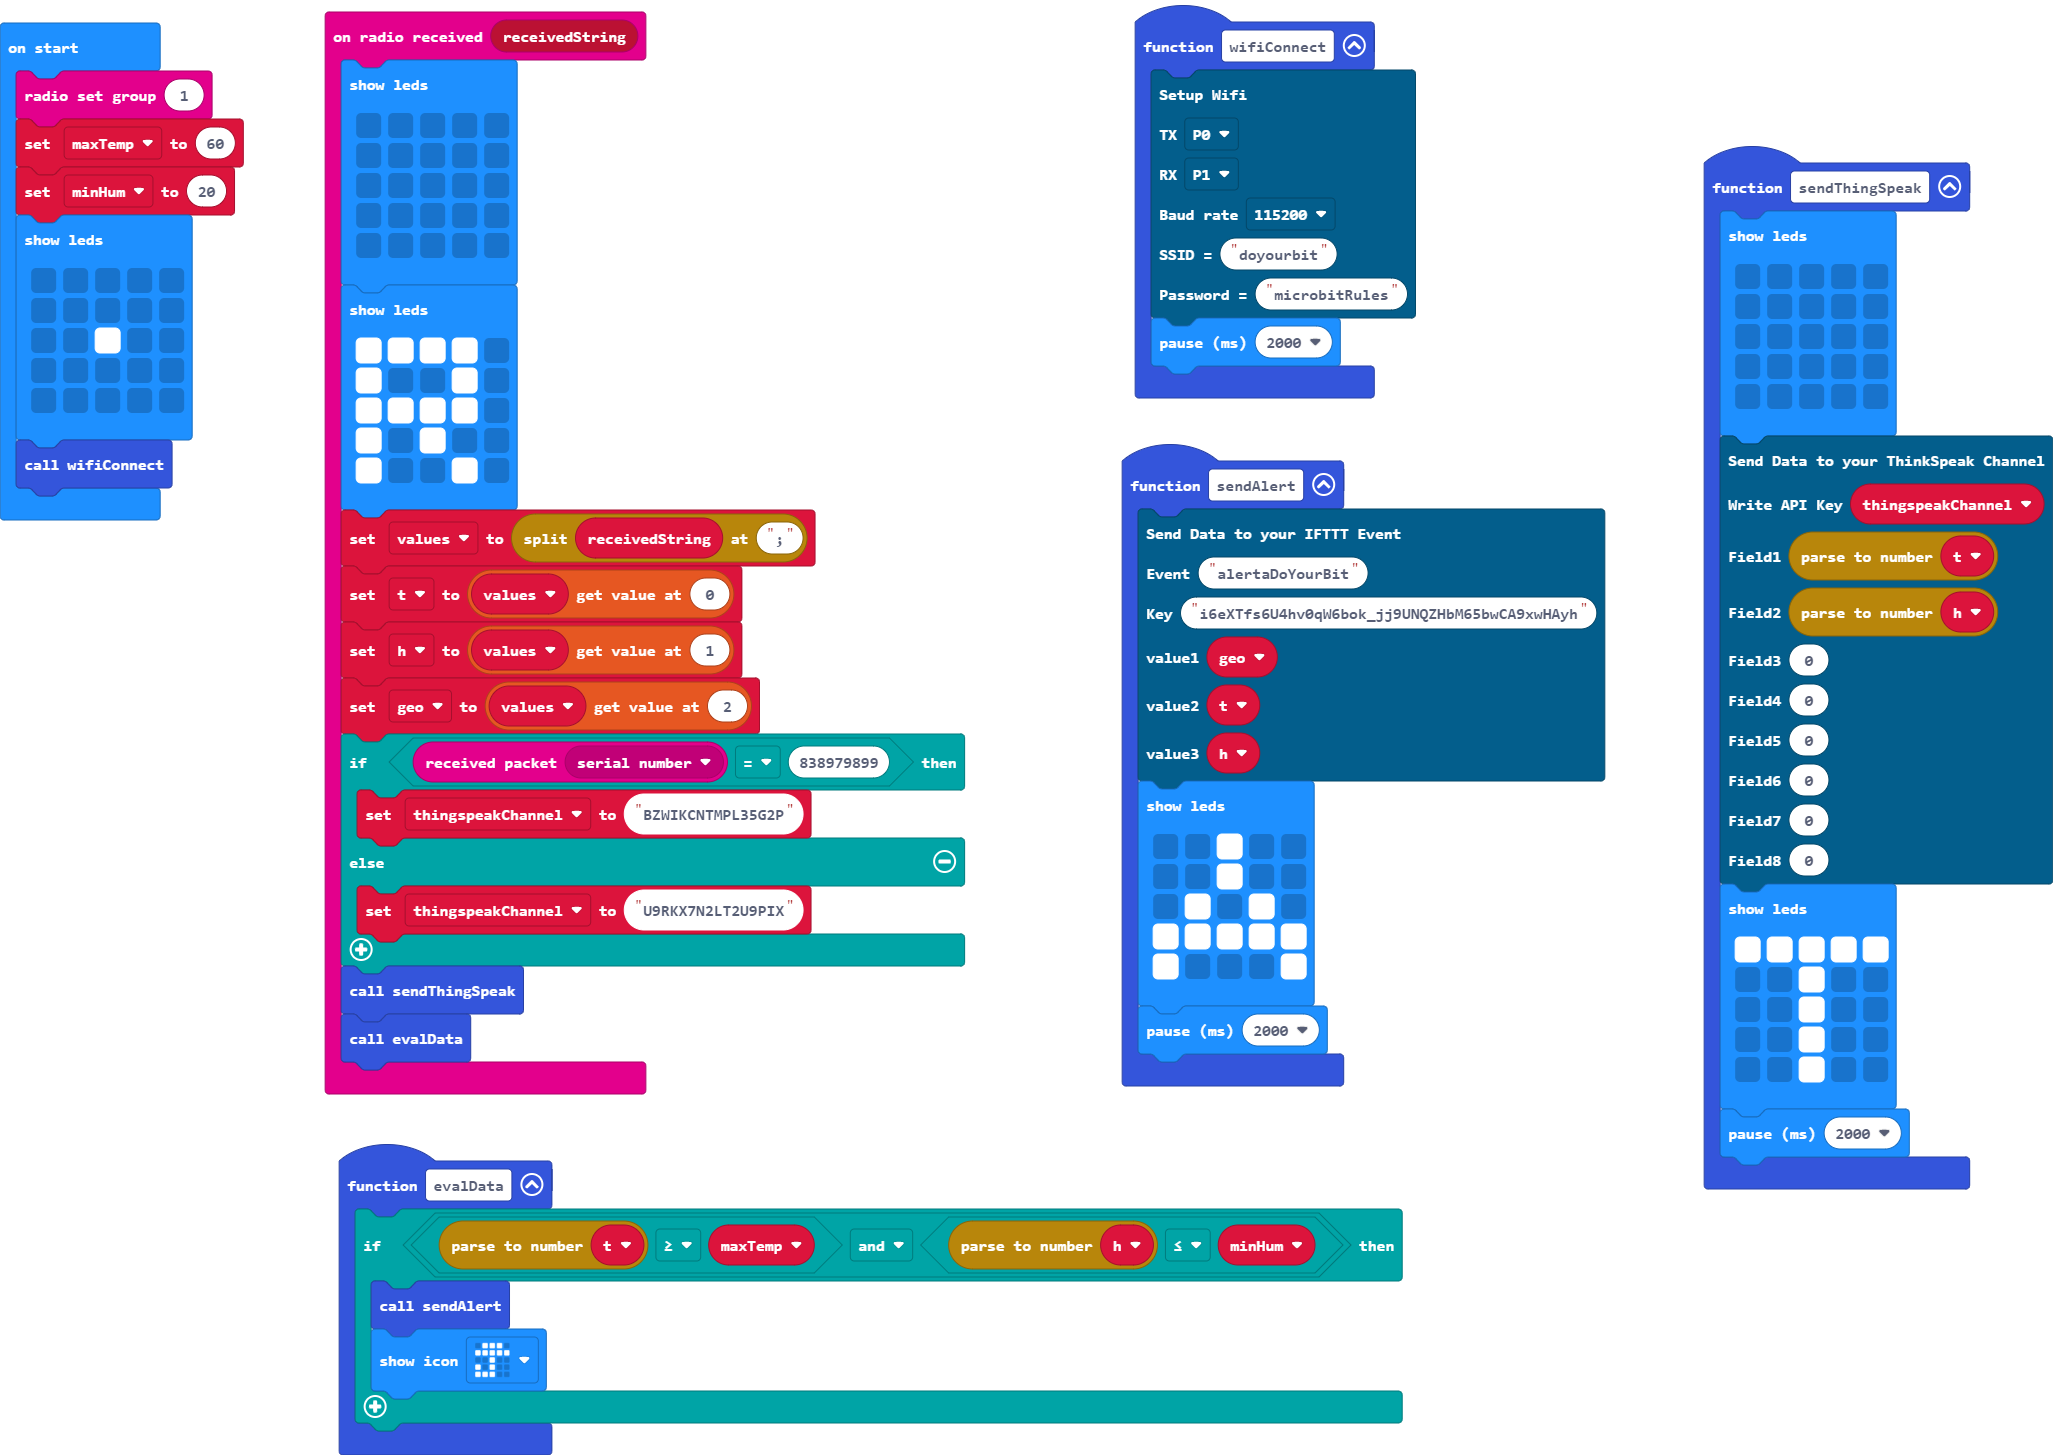 on start
radio set group 1
set maxTemp to 60
set minHum to 20
show leds
call wifiConnect
on radio received receivedString
show leds
show leds
set values to split receivedString at ";"
set t to values get value at 0
set h to values get value at 1
set geo to values get value at 2
if received packet serial number = 838979899 then
set thingspeakChannel to "BZWIKCNTMPL35G2P"
else
set thingspeakChannel to "U9RKX7N2LT2U9PIX"
call sendThingSpeak
call evalData
function evalData
if parse to number t ≥ maxTemp and parse to number h ≤ minHum then
call sendAlert
show icon
function wifiConnect
Setup Wifi
TX P0
RX P1
Baud rate 115200
SSID = "doyourbit"
Password = "microbitRules"
pause (ms) 2000
function sendAlert
Send Data to your IFTTT Event
Event "alertaDoYourBit"
Key "i6eXTfs6U4hv0qW6bok_jj9UNQZHbM65bwCA9xwHAyh"
value1 geo
value2 t
value3 h
show leds
pause (ms) 2000
function sendThingSpeak
show leds
Send Data to your ThinkSpeak Channel
Write API Key thingspeakChannel
Field1 parse to number t
Field2 parse to number h
Field3 0
Field4 0
Field5 0
Field6 0
Field7 0
Field8 0
show leds
pause (ms) 2000